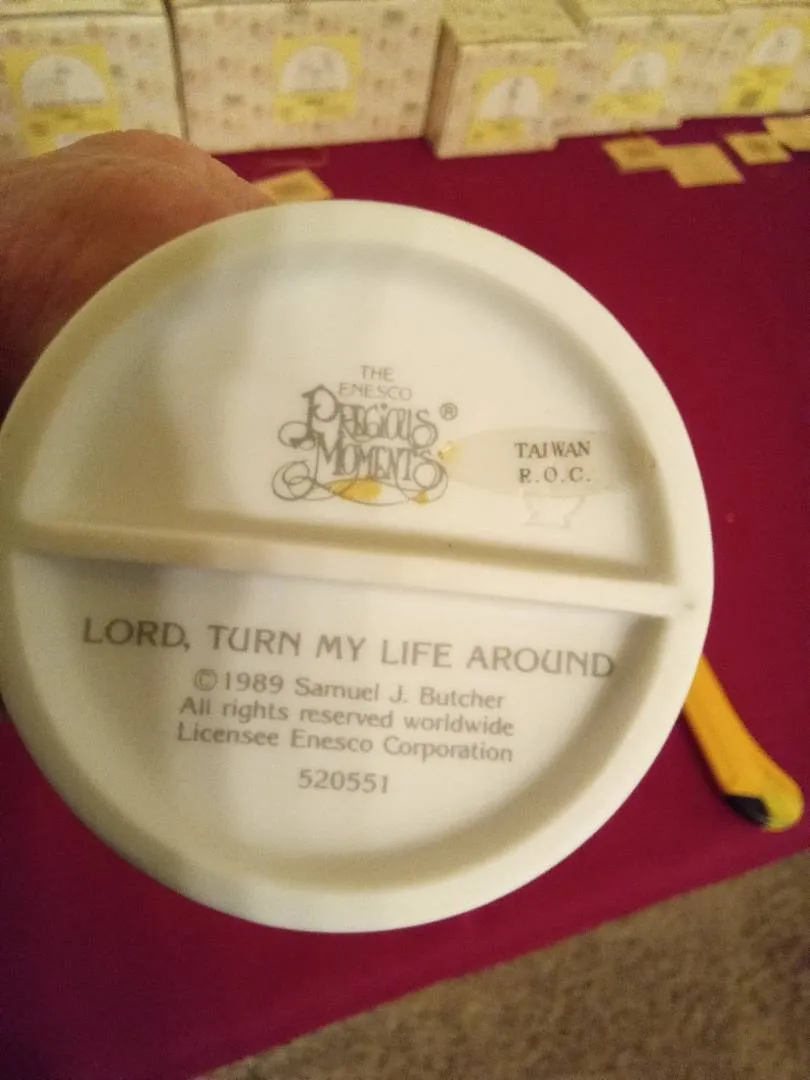 THE
ENESCO
PRECIOUS ®
MOMENTS
TAIWAN
R.O.C.
LORD, TURN MY LIFE AROUND
©1989 Samuel J. Butcher
All rights reserved worldwide
Licensee Enesco Corporation
520551